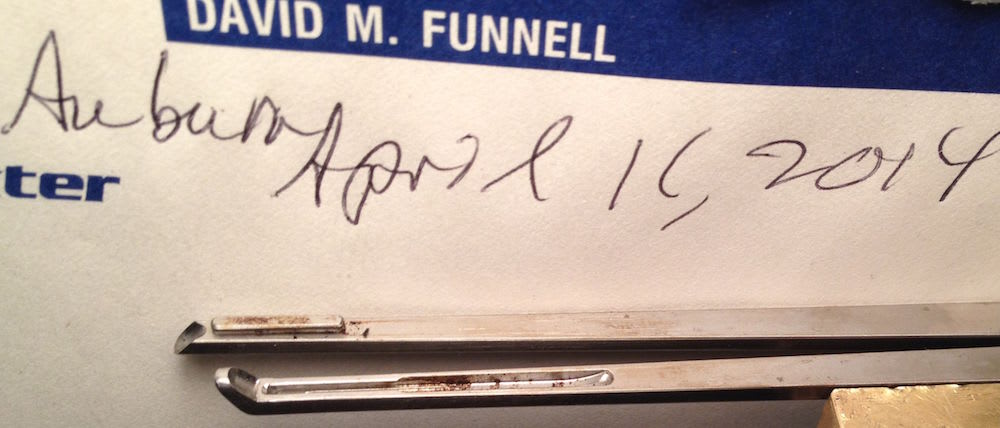 DAVID M. FUNNELL
Auburn April 16, 2014
ter